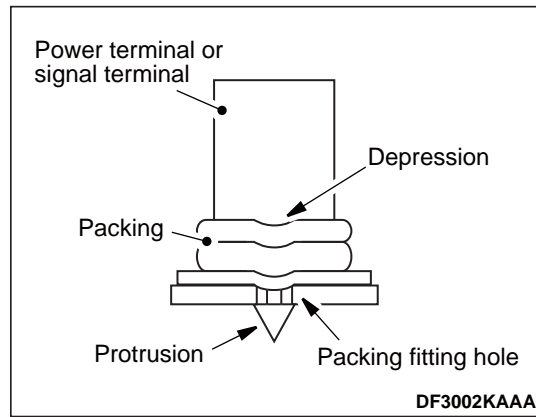 Power terminal or
signal terminal
Depression
Packing
Protrusion
Packing fitting hole
DF3002KAAA